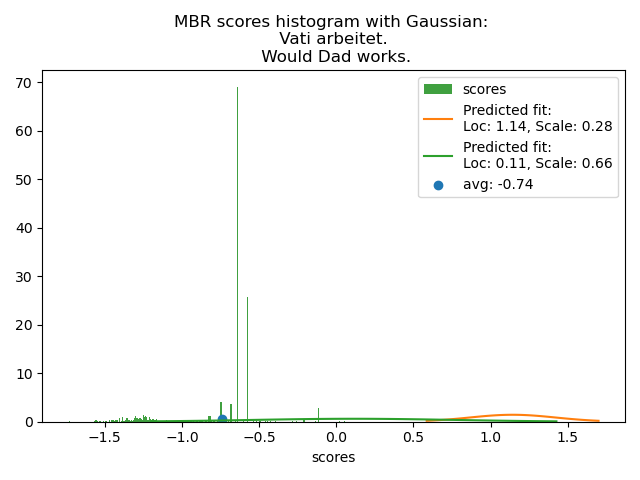 MBR scores histogram with Gaussian:
Vati arbeitet.
Would Dad works.
70
60
50
40
30
20
10
0
−1.5
−1.0
−0.5
0.0
0.5
1.0
1.5
scores
scores
Predicted fit:
Loc: 1.14, Scale: 0.28
Predicted fit:
Loc: 0.11, Scale: 0.66
avg: -0.74